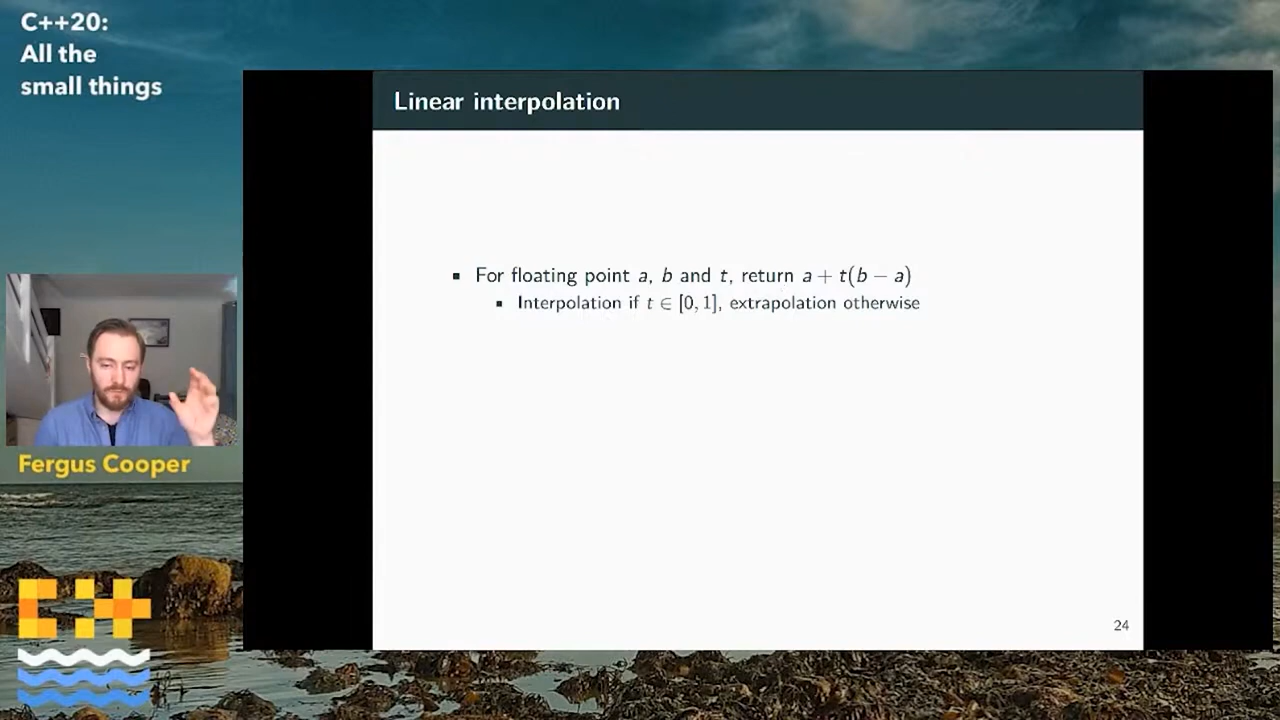 C++20:
All the
small things
Linear interpolation
▪ For floating point a, b and t, return a + t(b − a)
▪ Interpolation if t ∈ [0, 1], extrapolation otherwise
Fergus Cooper
24